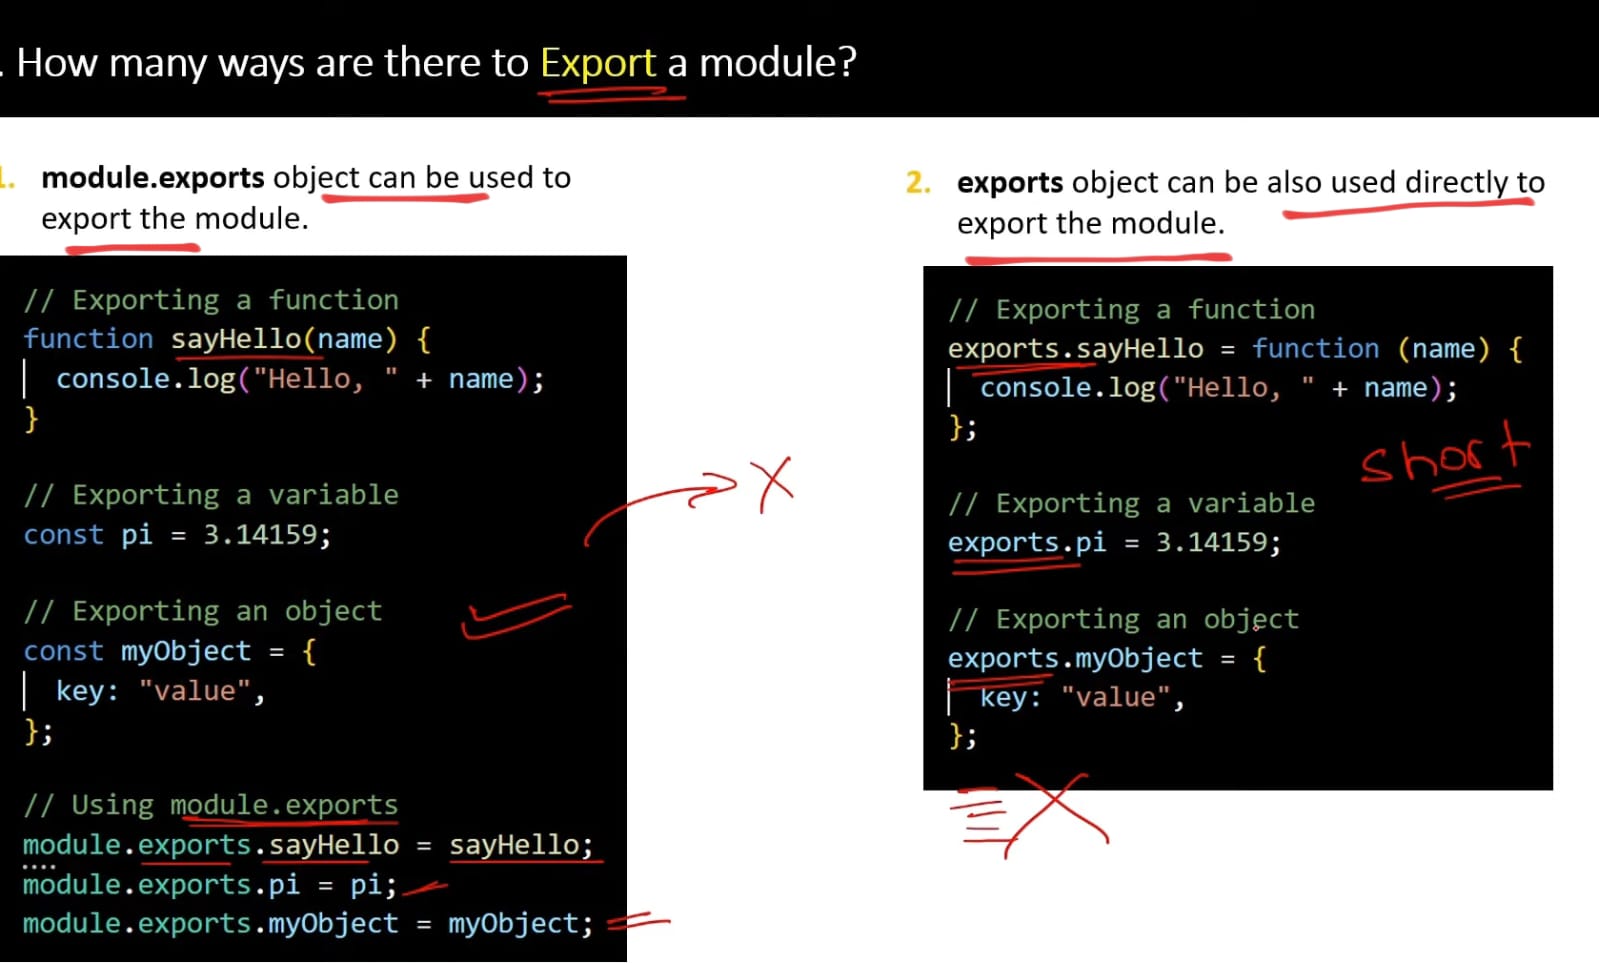 . How many ways are there to Export a module?
1. module.exports object can be used to
export the module.
// Exporting a function
function sayHello(name) {
console.log("Hello, " + name);
}
// Exporting a variable
const pi = 3.14159;
// Exporting an object
const myObject = {
key: "value",
};
// Using module.exports
module.exports.sayHello = sayHello;
module.exports.pi = pi;
module.exports.myObject = myObject;
X
2. exports object can be also used directly to
export the module.
// Exporting a function
exports.sayHello = function (name) {
console.log("Hello, " + name);
};
short
// Exporting a variable
exports.pi = 3.14159;
// Exporting an object
exports.myObject = {
key: "value",
};
X